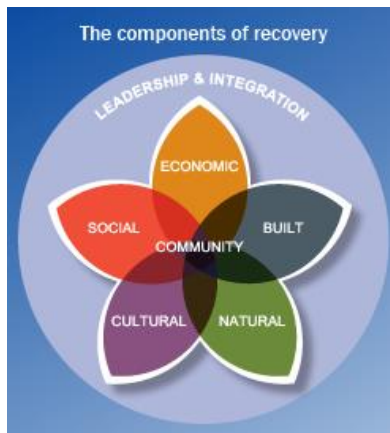 The components of recovery
LEADERSHIP & INTEGRATION
ECONOMIC
SOCIAL
BUILT
COMMUNITY
CULTURAL
NATURAL